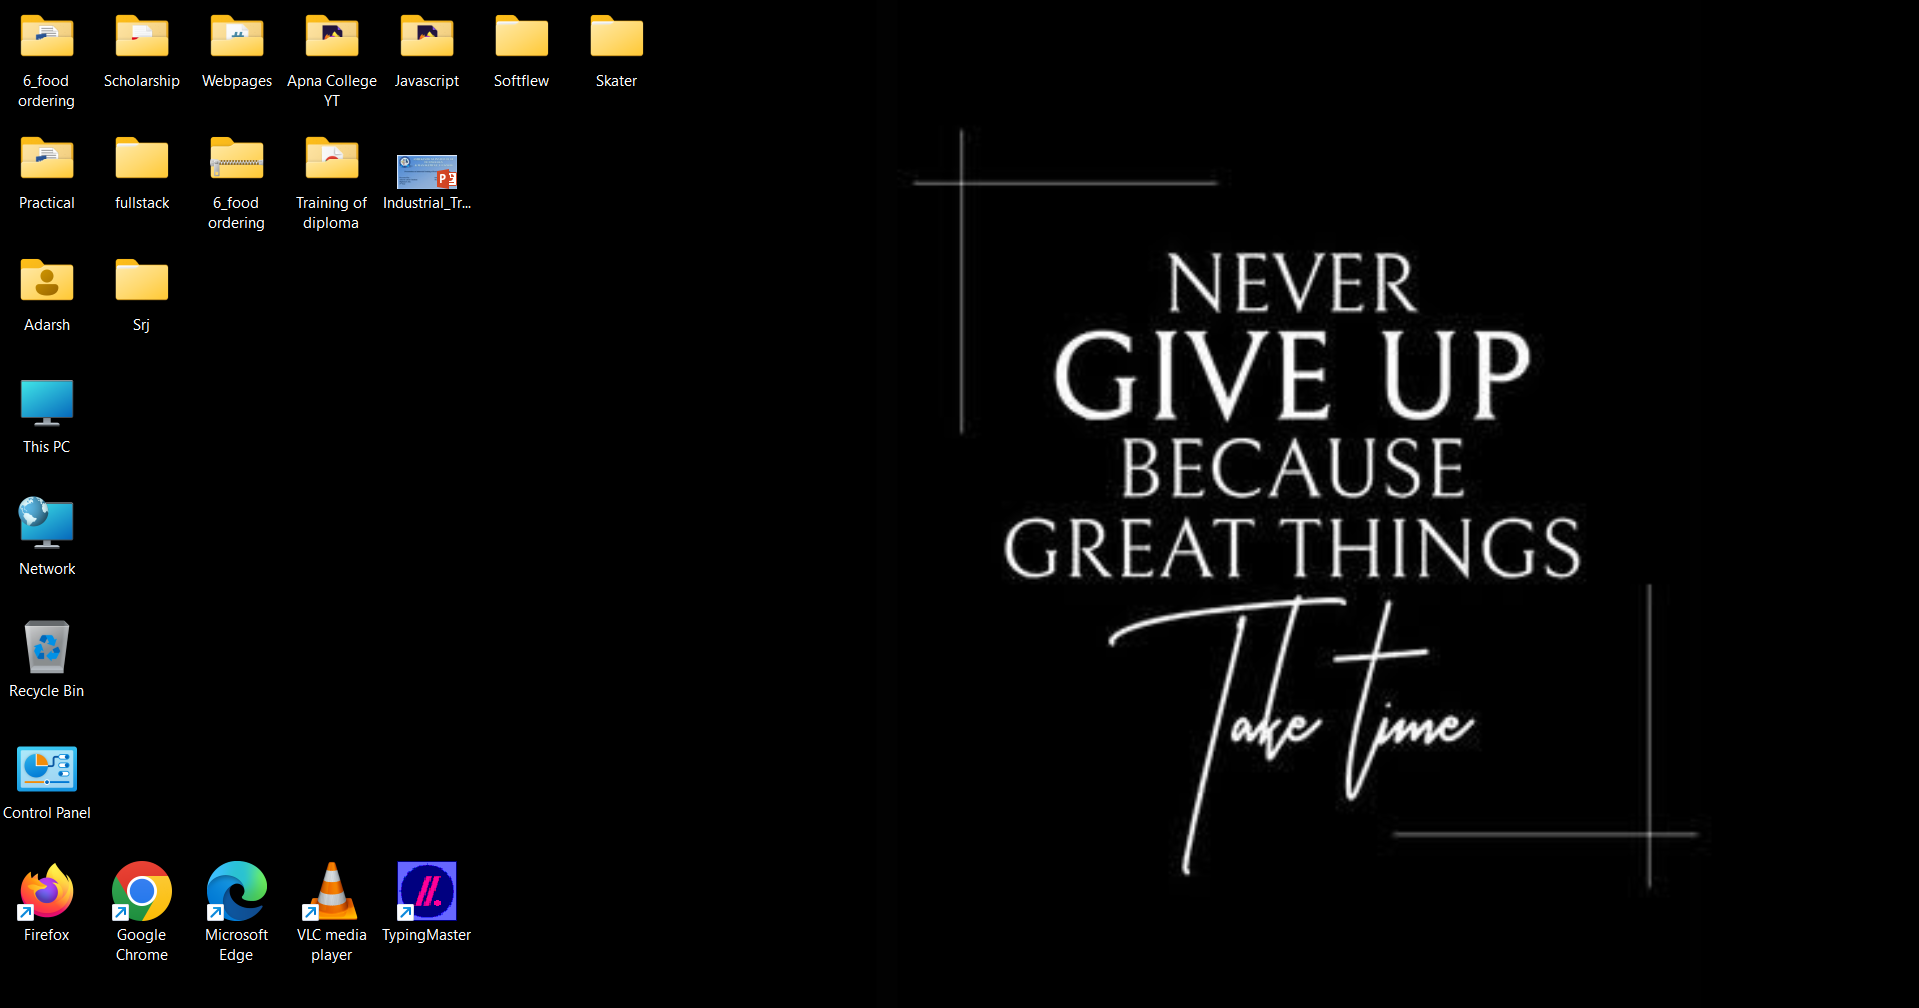 6_food
ordering
Scholarship
Webpages
Apna College
YT
Javascript
Softflew
Skater
Practical
fullstack
6_food
ordering
Training of
diploma
Industrial_Tr...
Adarsh
Srj
This PC
Network
Recycle Bin
Control Panel
Firefox
Google
Chrome
Microsoft
Edge
VLC media
player
TypingMaster
NEVER
GIVE UP
BECAUSE
GREAT THINGS
Take time